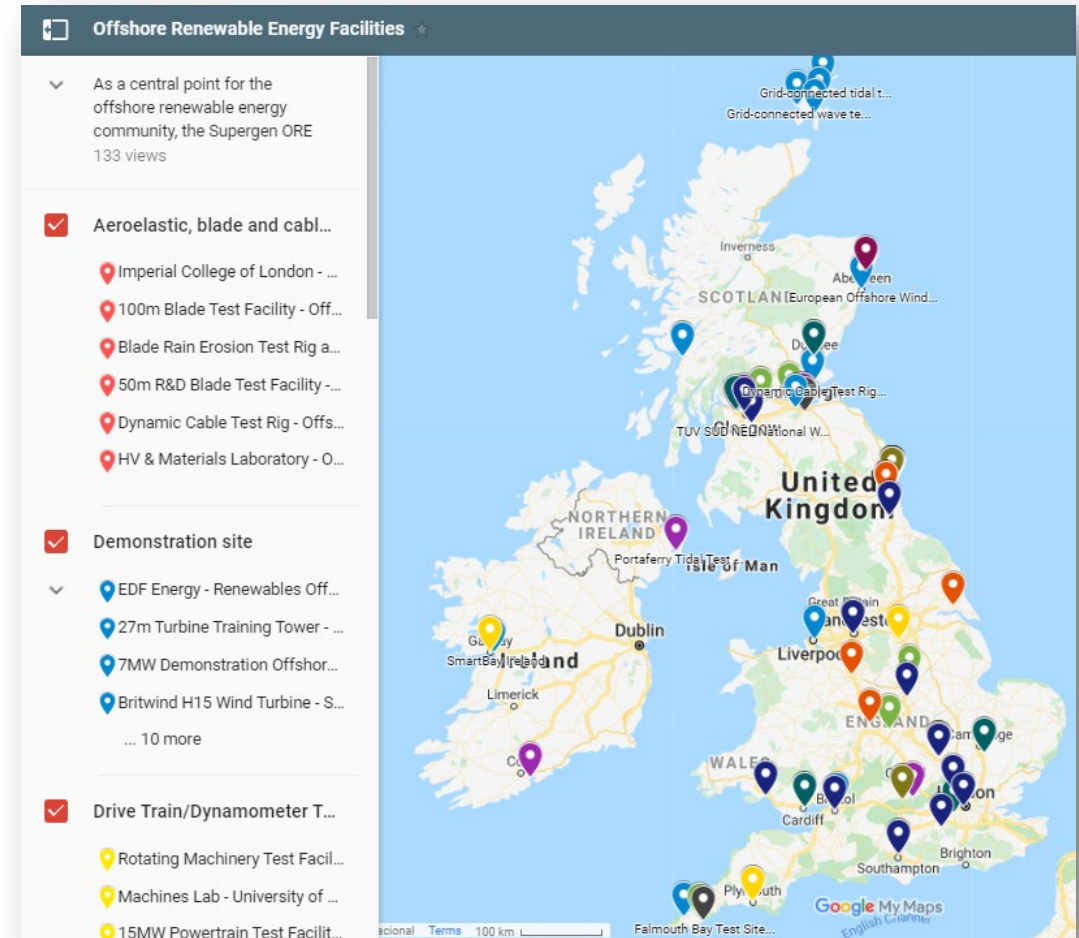 Offshore Renewable Energy Facilities
As a central point for the
offshore renewable energy
community, the Supergen ORE
133 views
Aeroelastic, blade and cabl...
Imperial College of London - ...
100m Blade Test Facility - Off...
Blade Rain Erosion Test Rig a...
50m R&D Blade Test Facility -...
Dynamic Cable Test Rig - Offs...
HV & Materials Laboratory - O...
Demonstration site
EDF Energy - Renewables Off...
27m Turbine Training Tower - ...
7MW Demonstration Offshor...
Britwind H15 Wind Turbine - S...
... 10 more
Drive Train/Dynamometer T...
Rotating Machinery Test Facil...
Machines Lab - University of ...
15MW Powertrain Test Facilit...
Grid-connected tidal t...
Grid-connected wave te...
Inverness
SCOTLAND
European Offshore Wind...
Dynamic Cable Test Rig...
TUV SUD NEL National W...
United
Kingdom
NORTHERN
IRELAND
Portaferry Tidal Test...
Isle of Man
Great Britain
Dublin
SmartBay Ireland
Ireland
Limerick
ENGLAND
WALES
Cardiff
Brighton
Southampton
Google My Maps
English Channel
Terms
100 km
Falmouth Bay Test Site...